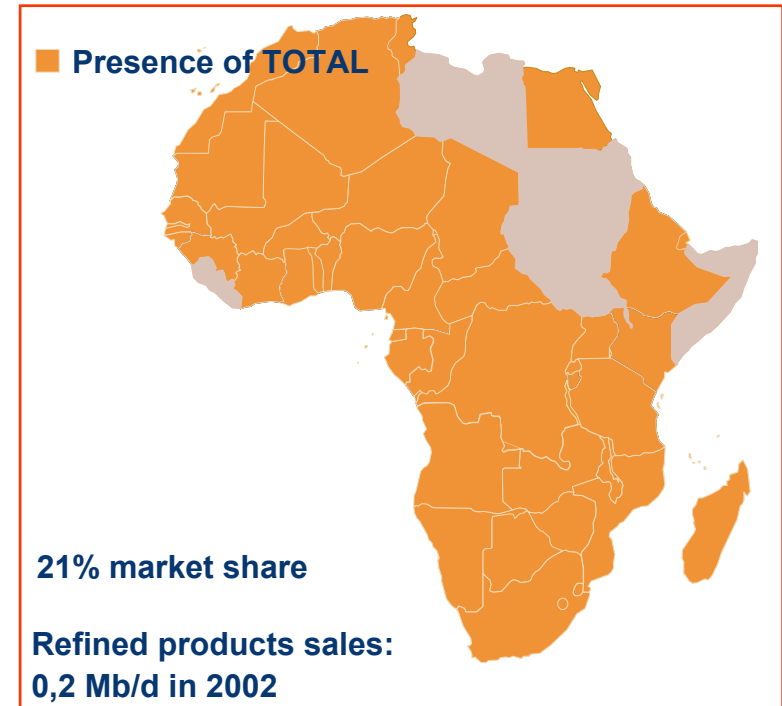 Presence of TOTAL
21% market share
Refined products sales:
0,2 Mb/d in 2002